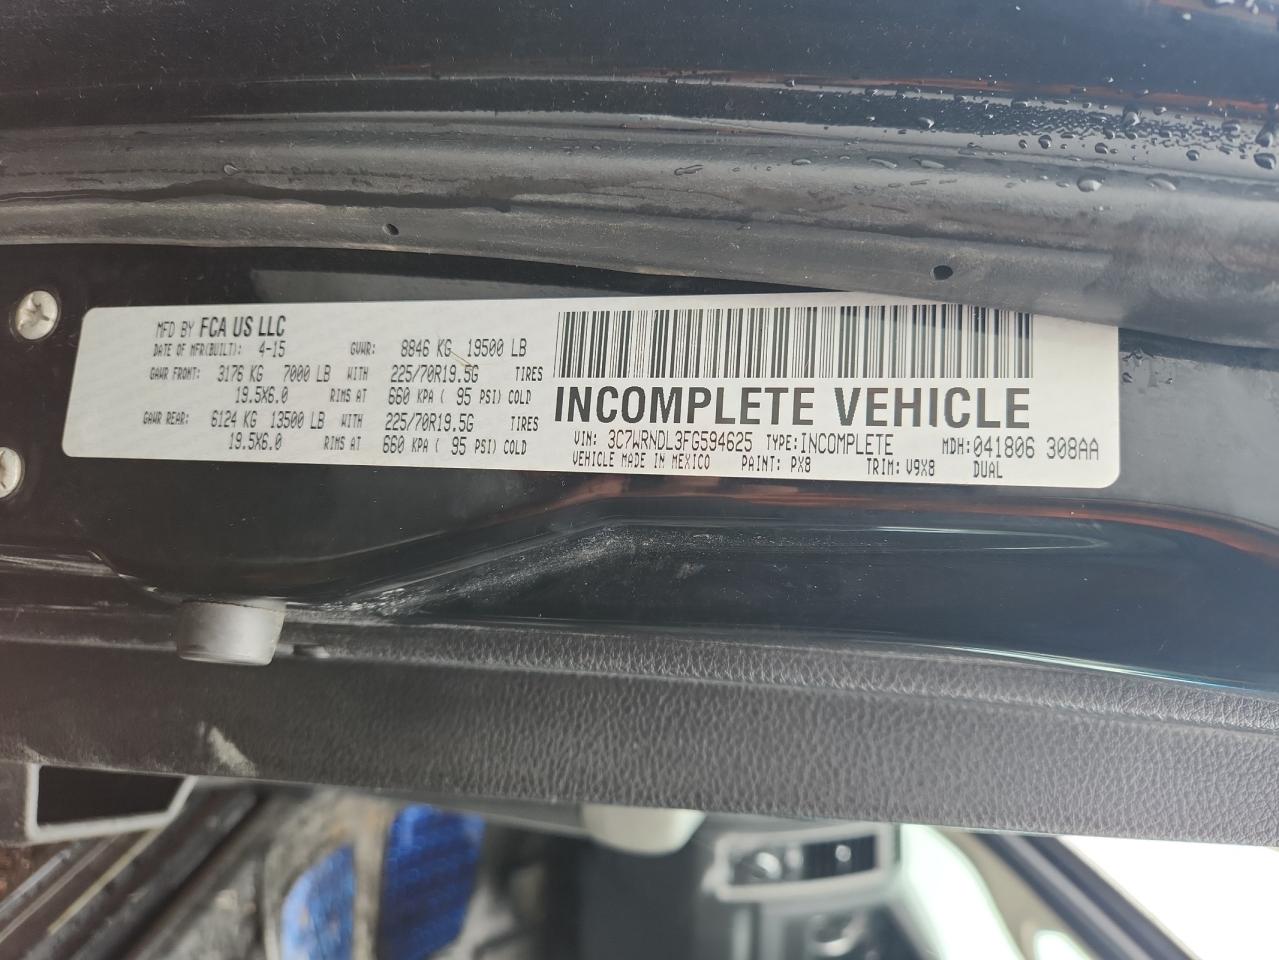 MFD BY FCA US LLC
DATE OF MFR(BUILT): 4-15 GVWR: 8846 KG 19500 LB
GAWR FRONT: 3176 KG 7000 LB WITH 225/70R19.5G TIRES
19.5X6.0 RIMS AT 660 KPA ( 95 PSI) COLD
GAWR REAR: 6124 KG 13500 LB WITH 225/70R19.5G TIRES
19.5X6.0 RIMS AT 660 KPA ( 95 PSI) COLD
INCOMPLETE VEHICLE
VIN: 3C7WRNDL3FG594625 TYPE: INCOMPLETE MDH: 041806 308AA
VEHICLE MADE IN MEXICO PAINT: PX8 TRIM: V9X8 DUAL